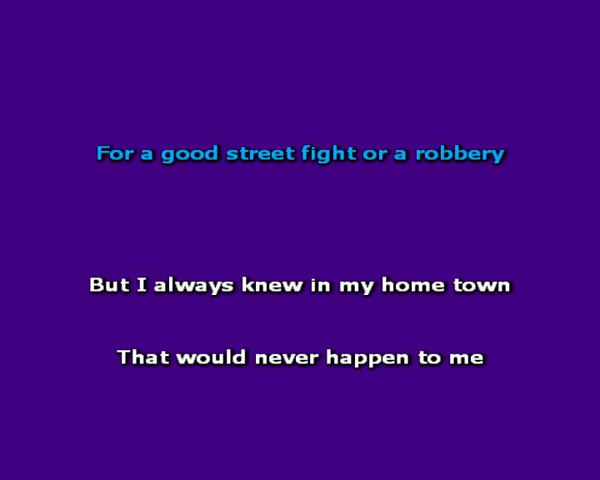 For a good street fight or a robbery
But I always knew in my home town
That would never happen to me